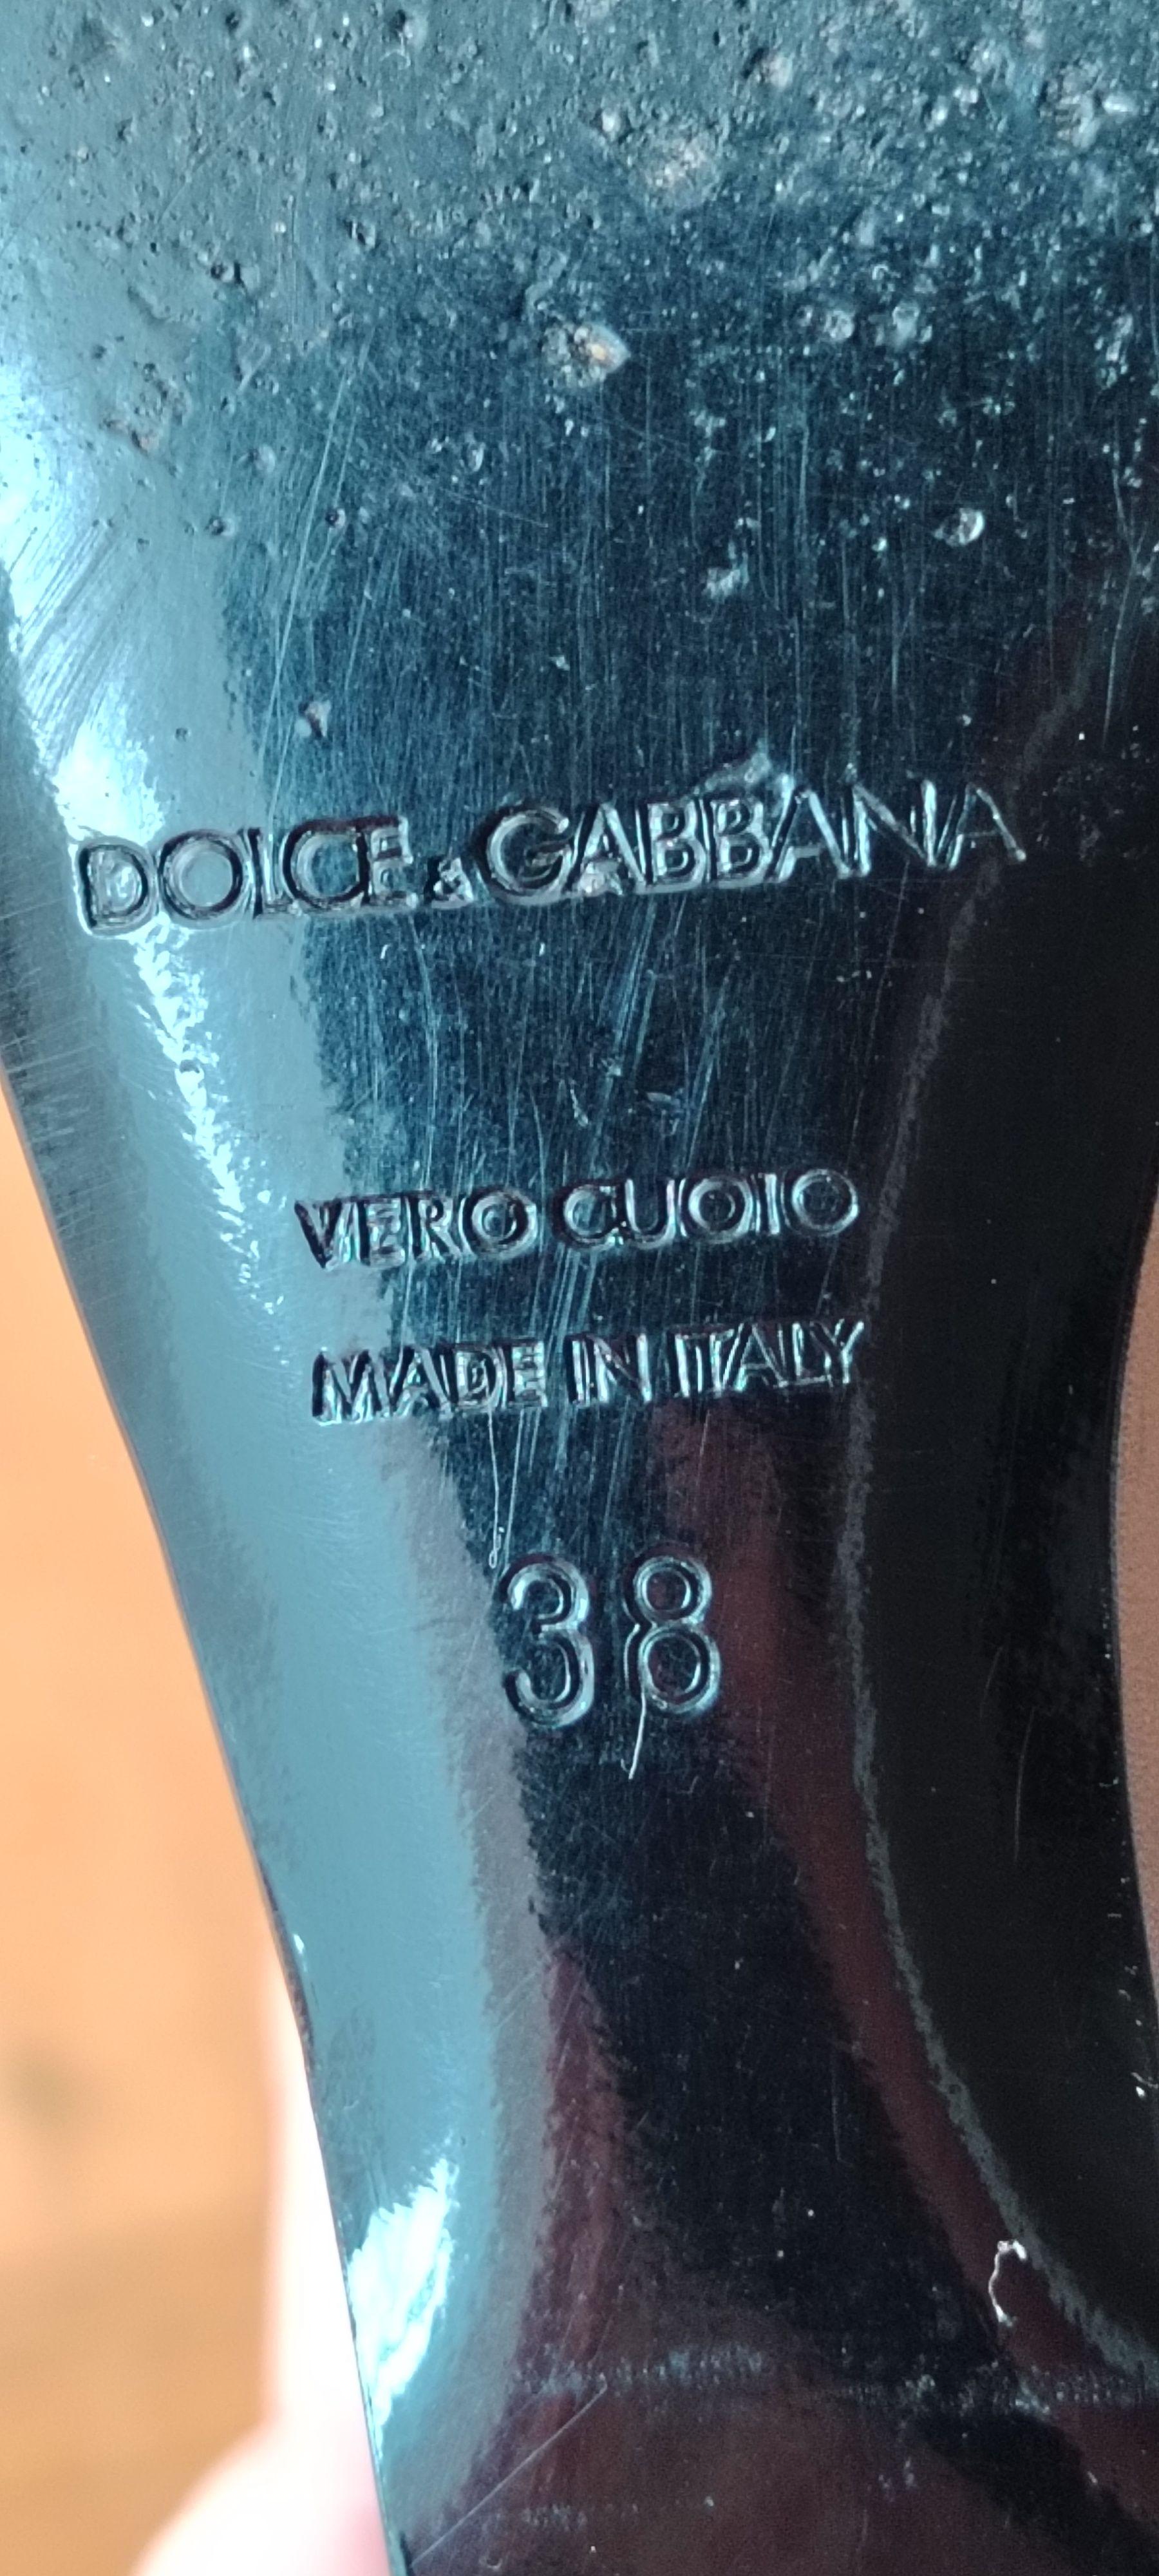 DOLCE & GABBANA
VERO CUOIO
MADE IN ITALY
38